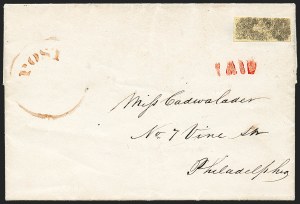 POST
PAID
Miss Cadwalader
No 7 Vine St
Philadelphia